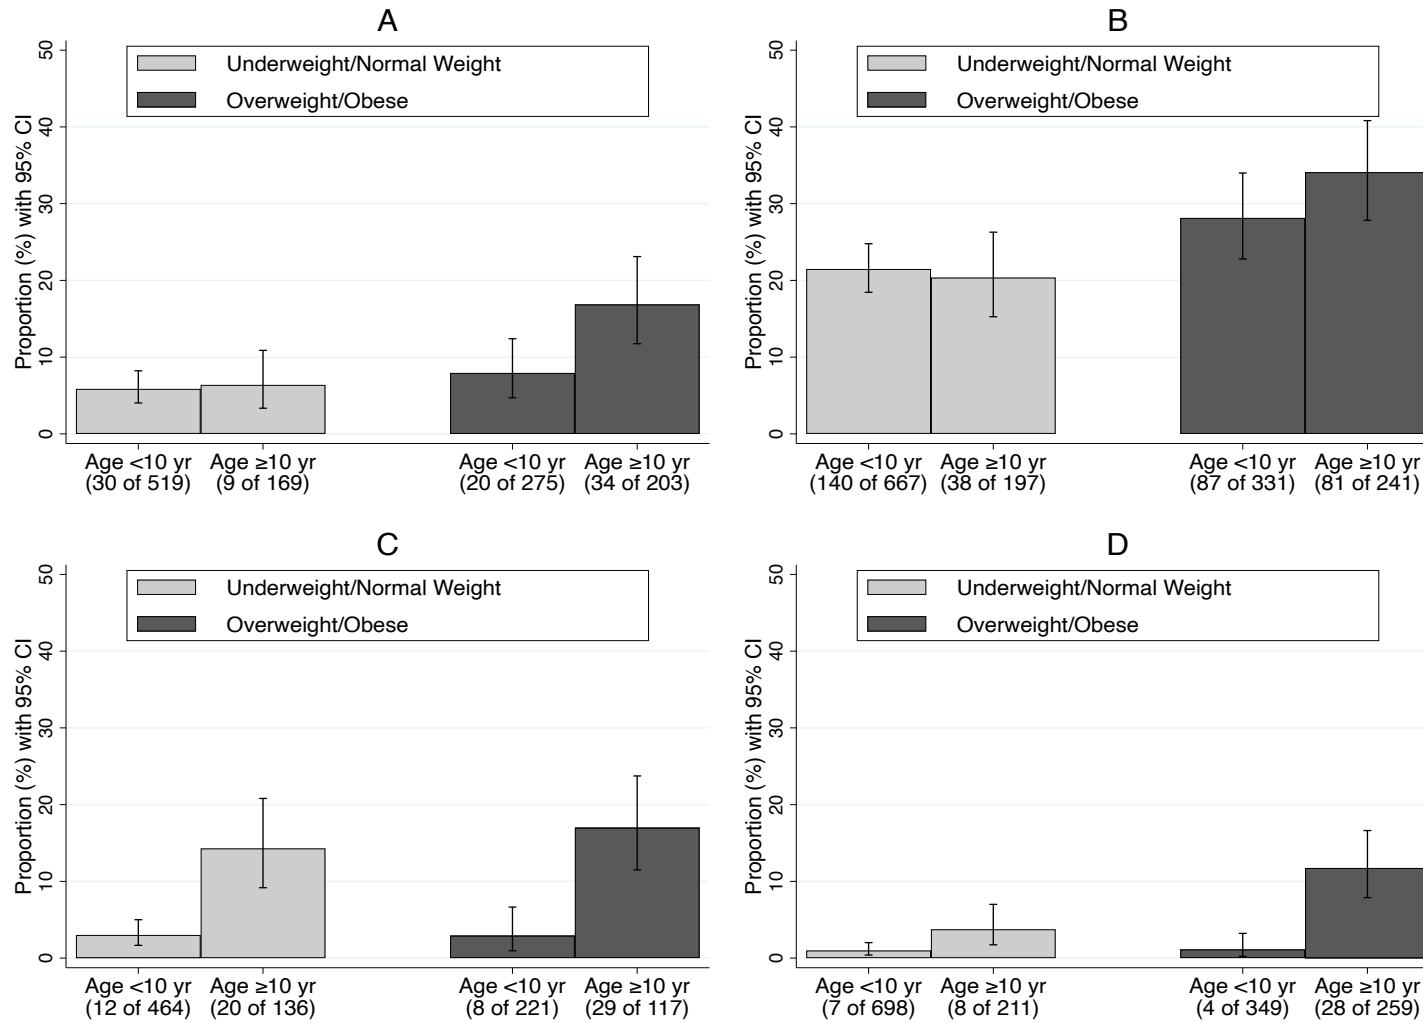 A
Underweight/Normal Weight
Overweight/Obese
Proportion (%) with 95% CI
50
40
30
20
10
0
Age <10 yr Age ≥10 yr Age <10 yr Age ≥10 yr
(30 of 519) (9 of 169) (20 of 275) (34 of 203)
B
Underweight/Normal Weight
Overweight/Obese
Proportion (%) with 95% CI
50
40
30
20
10
0
Age <10 yr Age ≥10 yr Age <10 yr Age ≥10 yr
(140 of 667) (38 of 197) (87 of 331) (81 of 241)
C
Underweight/Normal Weight
Overweight/Obese
Proportion (%) with 95% CI
50
40
30
20
10
0
Age <10 yr Age ≥10 yr Age <10 yr Age ≥10 yr
(12 of 464) (20 of 136) (8 of 221) (29 of 117)
D
Underweight/Normal Weight
Overweight/Obese
Proportion (%) with 95% CI
50
40
30
20
10
0
Age <10 yr Age ≥10 yr Age <10 yr Age ≥10 yr
(7 of 698) (8 of 211) (4 of 349) (28 of 259)